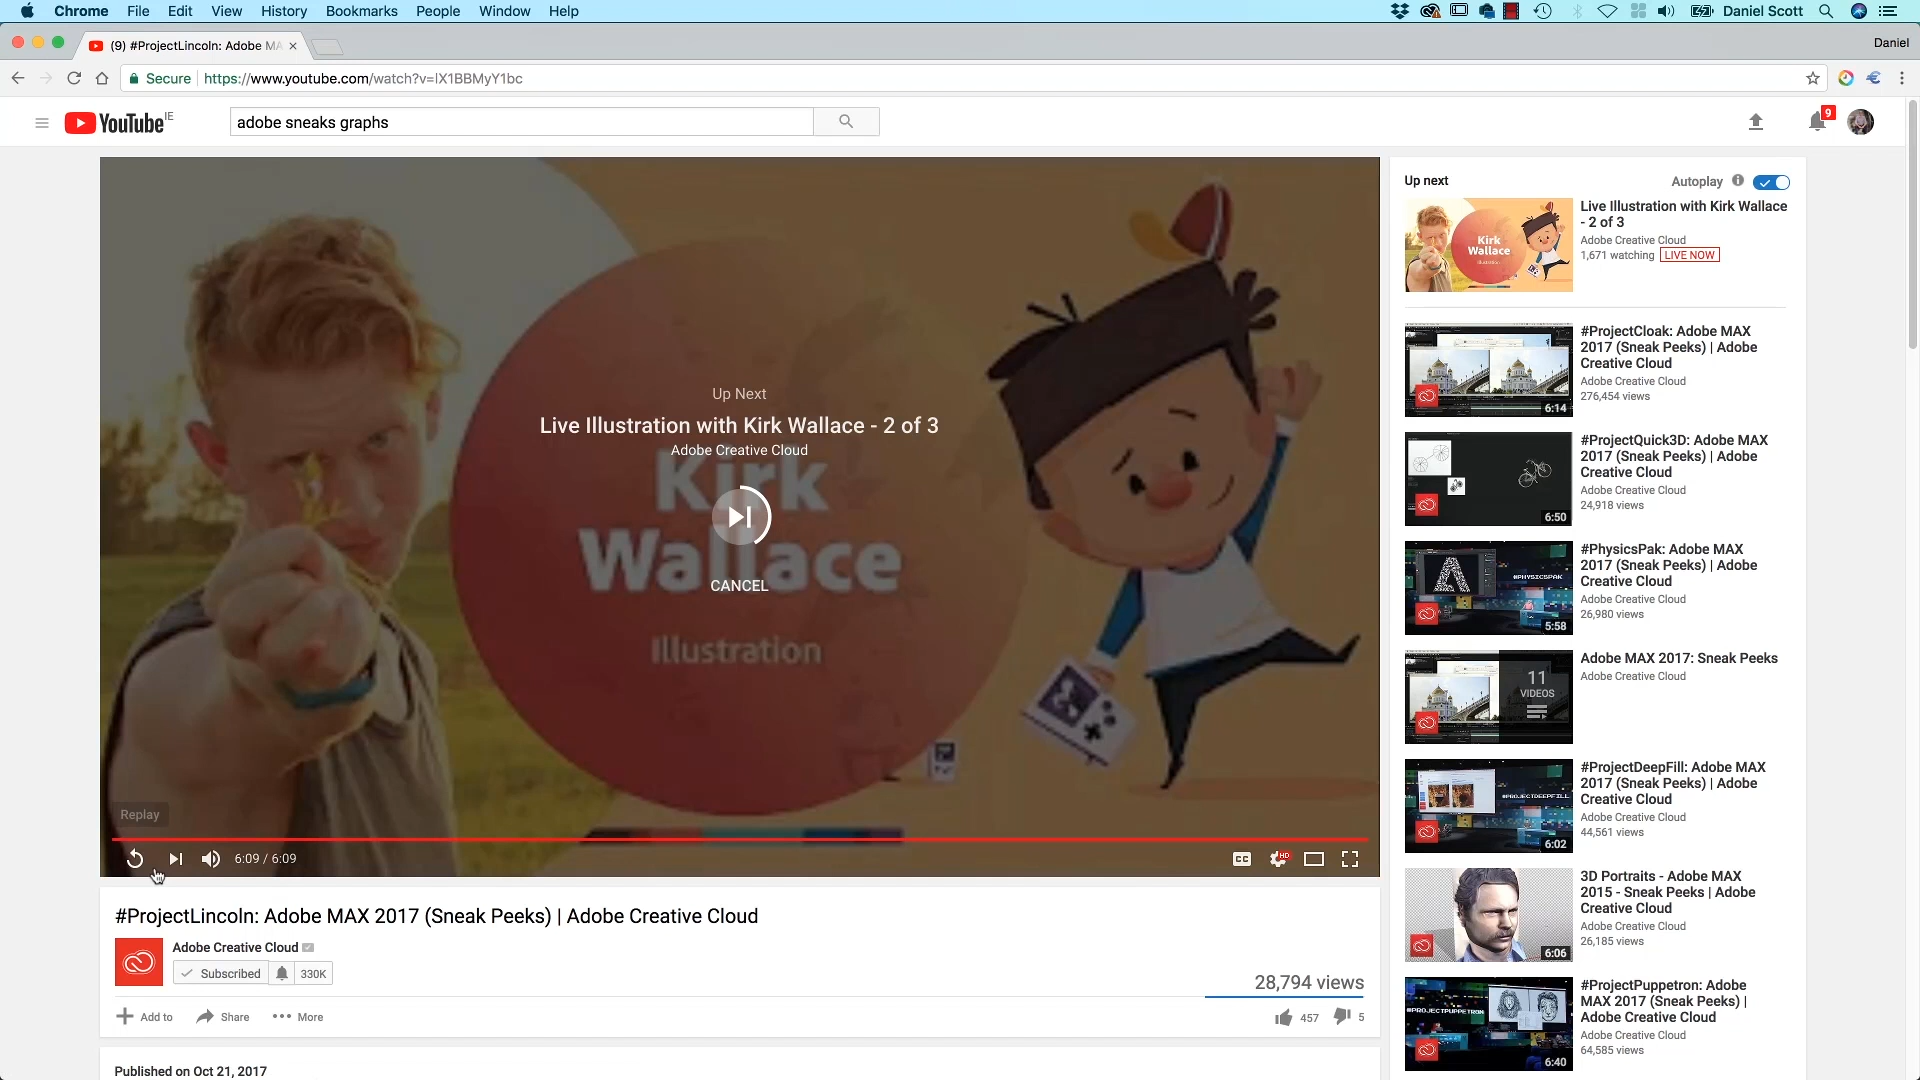 Chrome File Edit View History Bookmarks People Window Help Daniel Scott
(9) #ProjectLincoln: Adobe MA
Daniel
Secure https://www.youtube.com/watch?v=lX1BBMyY1bc
YouTube IE
adobe sneaks graphs
9
Up Next
Live Illustration with Kirk Wallace - 2 of 3
Adobe Creative Cloud
Kirk
Wallace
CANCEL
Illustration
Replay
6:09 / 6:09
CC
HD
#ProjectLincoln: Adobe MAX 2017 (Sneak Peeks) | Adobe Creative Cloud
Adobe Creative Cloud
Subscribed 330K
28,794 views
Add to Share More
457 5
Published on Oct 21, 2017
Up next
Autoplay
Kirk
Wallace
Live Illustration with Kirk Wallace
- 2 of 3
Adobe Creative Cloud
1,671 watching LIVE NOW
6:14
#ProjectCloak: Adobe MAX
2017 (Sneak Peeks) | Adobe
Creative Cloud
Adobe Creative Cloud
276,454 views
6:50
#ProjectQuick3D: Adobe MAX
2017 (Sneak Peeks) | Adobe
Creative Cloud
Adobe Creative Cloud
24,918 views
#PHYSICSPAK
5:58
#PhysicsPak: Adobe MAX
2017 (Sneak Peeks) | Adobe
Creative Cloud
Adobe Creative Cloud
26,980 views
11
VIDEOS
Adobe MAX 2017: Sneak Peeks
Adobe Creative Cloud
#PROJECTDEEPFILL
6:02
#ProjectDeepFill: Adobe MAX
2017 (Sneak Peeks) | Adobe
Creative Cloud
Adobe Creative Cloud
44,561 views
6:06
3D Portraits - Adobe MAX
2015 - Sneak Peeks | Adobe
Creative Cloud
Adobe Creative Cloud
26,185 views
#PROJECTPUPPETRON
6:40
#ProjectPuppetron: Adobe
MAX 2017 (Sneak Peeks) |
Adobe Creative Cloud
Adobe Creative Cloud
64,585 views